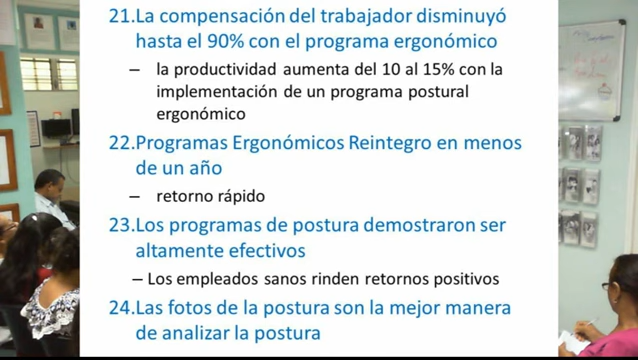 21.La compensación del trabajador disminuyó
hasta el 90% con el programa ergonómico
– la productividad aumenta del 10 al 15% con la
implementación de un programa postural
ergonómico
22.Programas Ergonómicos Reintegro en menos
de un año
– retorno rápido
23.Los programas de postura demostraron ser
altamente efectivos
– Los empleados sanos rinden retornos positivos
24.Las fotos de la postura son la mejor manera
de analizar la postura